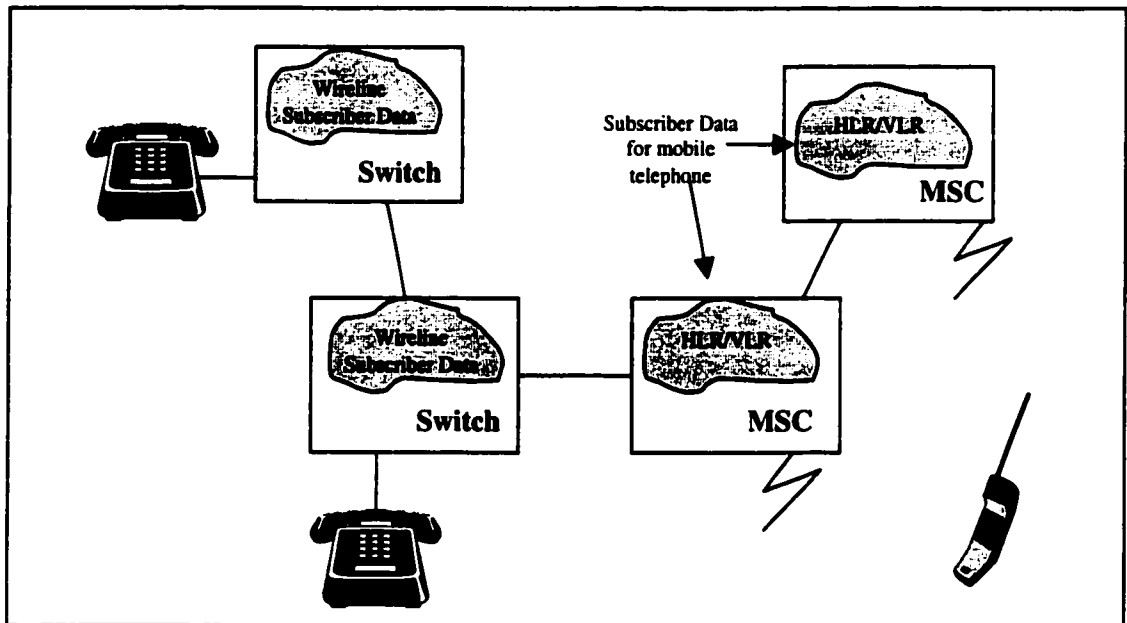 Wireline
Subscriber Data
Switch
Subscriber Data
for mobile
telephone
HLR/VLR
MSC
Wireline
Subscriber Data
Switch
HLR/VLR
MSC